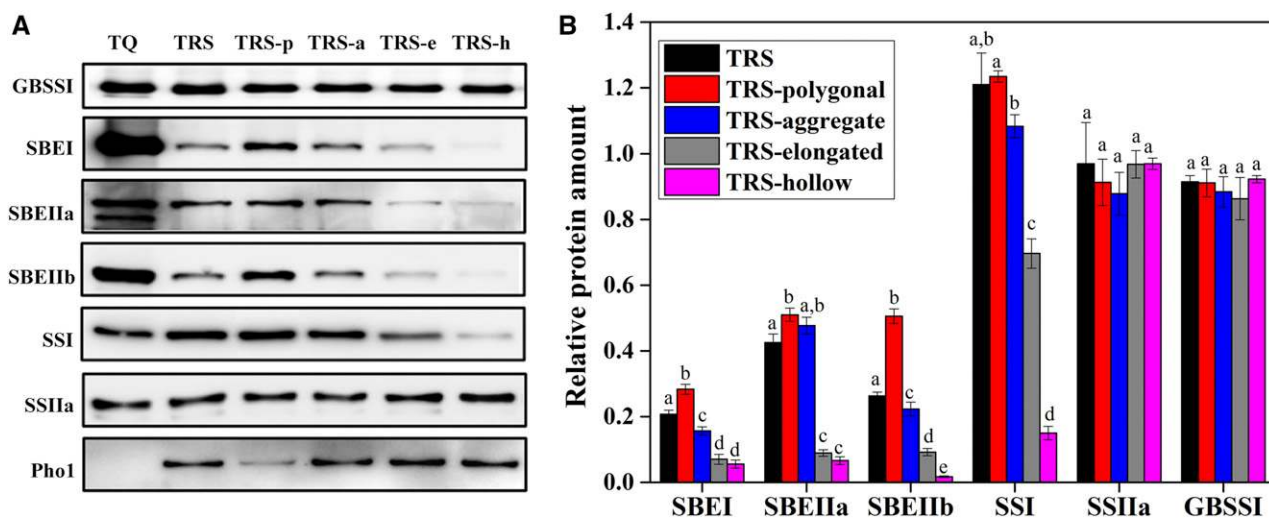 A
TQ TRS TRS-p TRS-a TRS-e TRS-h
GBSSI
SBEI
SBEIIa
SBEIIb
SSI
SSIIa
Pho1
B
Relative protein amount
1.4
1.2
1.0
0.8
0.6
0.4
0.2
0.0
TRS
TRS-polygonal
TRS-aggregate
TRS-elongated
TRS-hollow
a b c d d
a b a,b c c
a b c d e
a,b a b c d
a a a a a
a a a a a
SBEI SBEIIa SBEIIb SSI SSIIa GBSSI